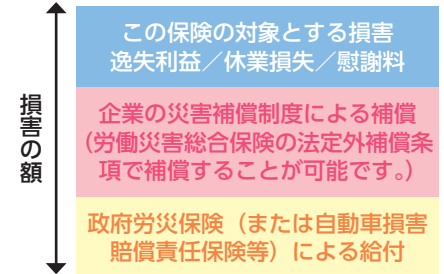 損害の額
この保険の対象とする損害
逸失利益／休業損失／慰謝料
企業の災害補償制度による補償
（労働災害総合保険の法定外補償条
項で補償することが可能です。）
政府労災保険（または自動車損害
賠償責任保険等）による給付